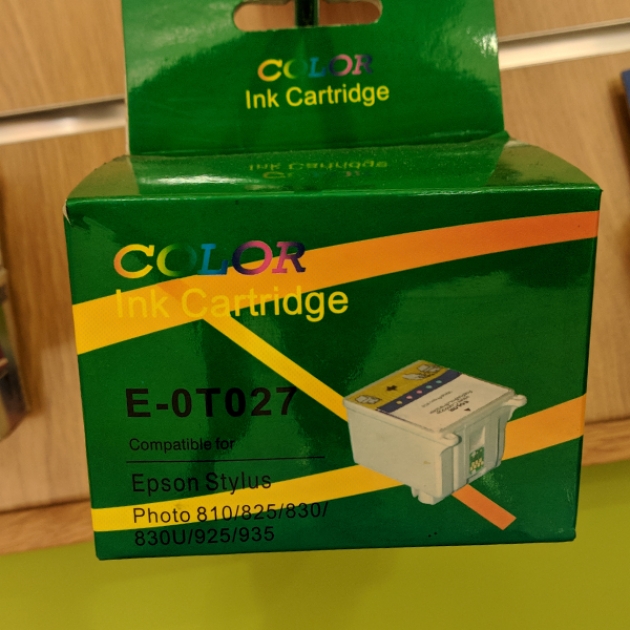 COLOR
Ink Cartridge
COLOR
Ink Cartridge
E-0T027
Compatible for
Epson Stylus
Photo 810/825/830/
830U/925/935